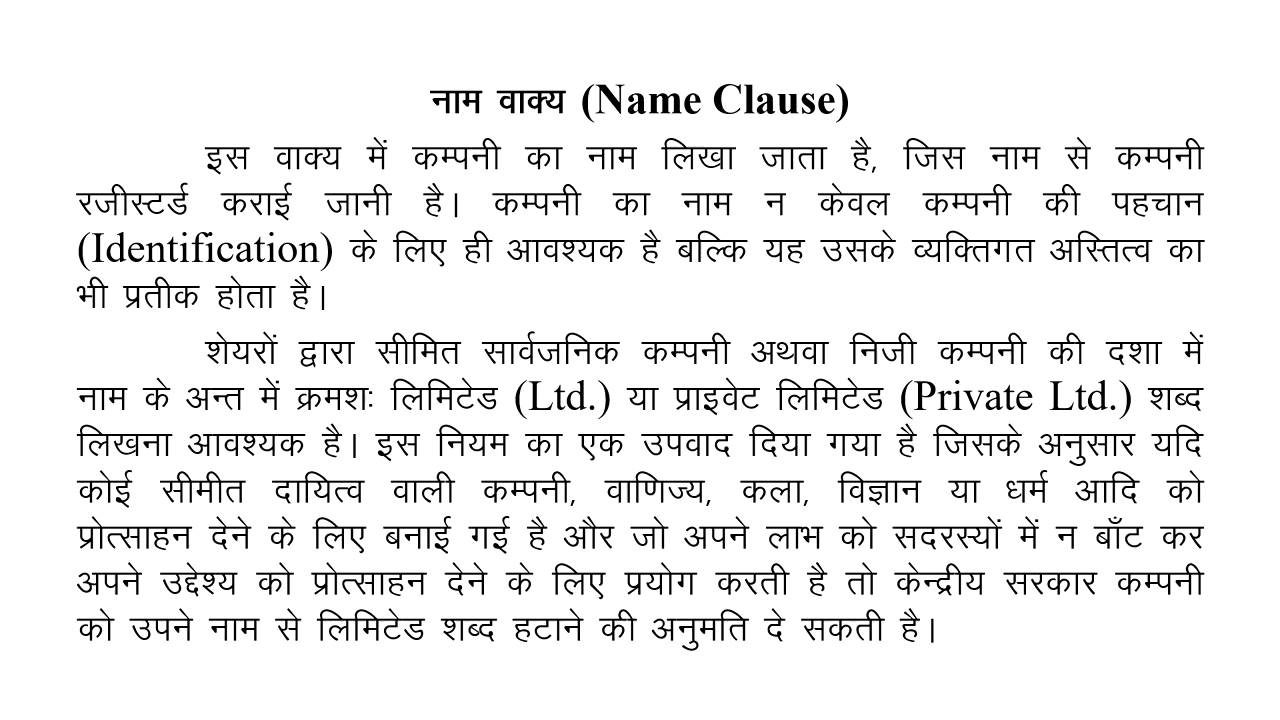 नाम वाक्य (Name Clause)
इस वाक्य में कम्पनी का नाम लिखा जाता है, जिस नाम से कम्पनी
रजीस्टर्ड कराई जानी है। कम्पनी का नाम न केवल कम्पनी की पहचान
(Identification) के लिए ही आवश्यक है बल्कि यह उसके व्यक्तिगत अस्तित्व का
भी प्रतीक होता है।
शेयरों द्वारा सीमित सार्वजनिक कम्पनी अथवा निजी कम्पनी की दशा में
नाम के अन्त में क्रमशः लिमिटेड (Ltd.) या प्राइवेट लिमिटेड (Private Ltd.) शब्द
लिखना आवश्यक है। इस नियम का एक उपवाद दिया गया है जिसके अनुसार यदि
कोई सीमीत दायित्व वाली कम्पनी, वाणिज्य, कला, विज्ञान या धर्म आदि को
प्रोत्साहन देने के लिए बनाई गई है और जो अपने लाभ को सदरस्यों में न बाँट कर
अपने उद्देश्य को प्रोत्साहन देने के लिए प्रयोग करती है तो केन्द्रीय सरकार कम्पनी
को उपने नाम से लिमिटेड शब्द हटाने की अनुमति दे सकती है।